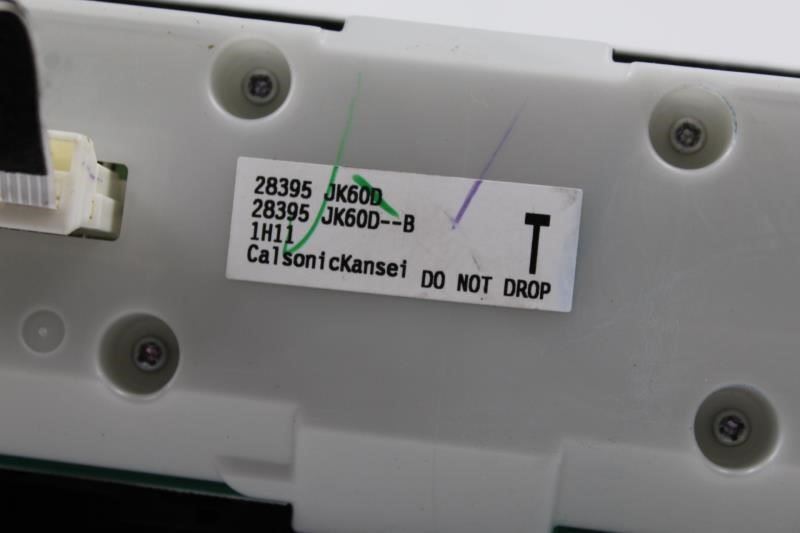 28395 JK60D
28395 JK60D--B
1H11
CalsonicKansei DO NOT DROP
T